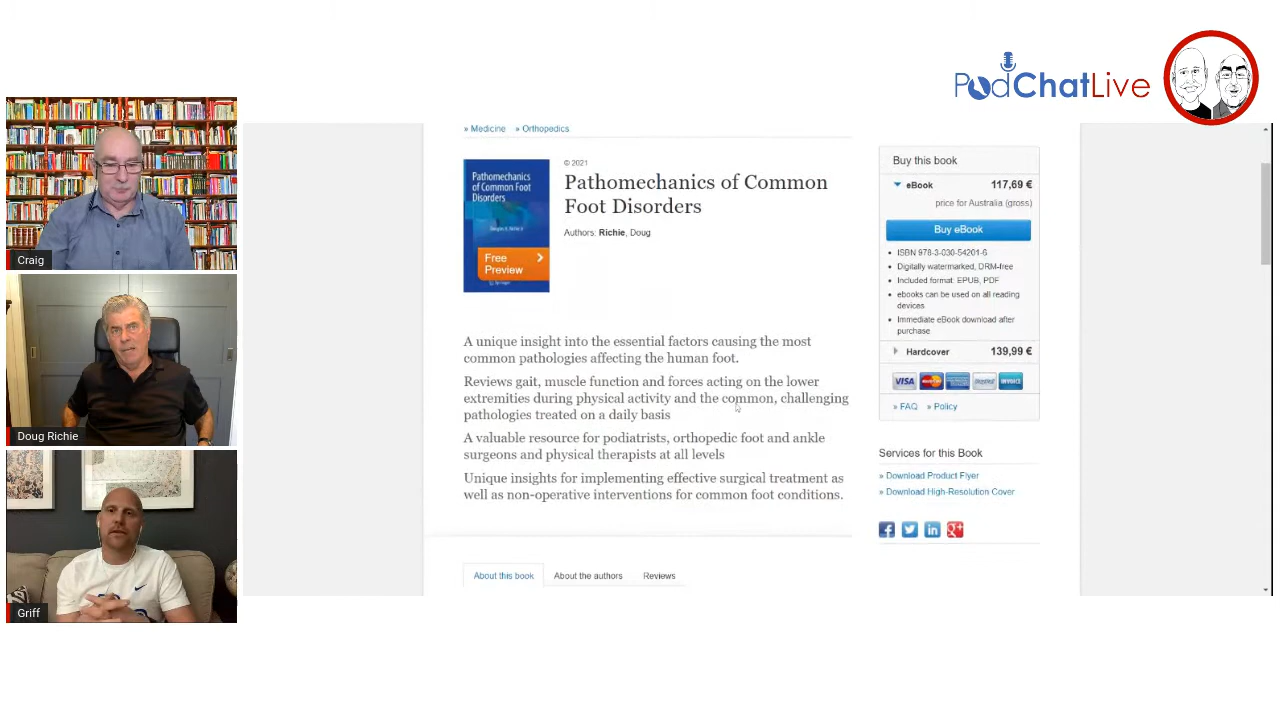 PodChatLive
Craig
Doug Richie
Griff
» Medicine » Orthopedics
Pathomechanics
of Common Foot
Disorders
Free
Preview
© 2021
Pathomechanics of Common
Foot Disorders
Authors: Richie, Doug
A unique insight into the essential factors causing the most
common pathologies affecting the human foot.
Reviews gait, muscle function and forces acting on the lower
extremities during physical activity and the common, challenging
pathologies treated on a daily basis
A valuable resource for podiatrists, orthopedic foot and ankle
surgeons and physical therapists at all levels
Unique insights for implementing effective surgical treatment as
well as non-operative interventions for common foot conditions.
About this book About the authors Reviews
Buy this book
eBook 117,69 €
price for Australia (gross)
Buy eBook
ISBN 978-3-030-54201-6
Digitally watermarked, DRM-free
Included format: EPUB, PDF
ebooks can be used on all reading
devices
Immediate eBook download after
purchase
Hardcover 139,99 €
VISA INVOICE
» FAQ » Policy
Services for this Book
» Download Product Flyer
» Download High-Resolution Cover